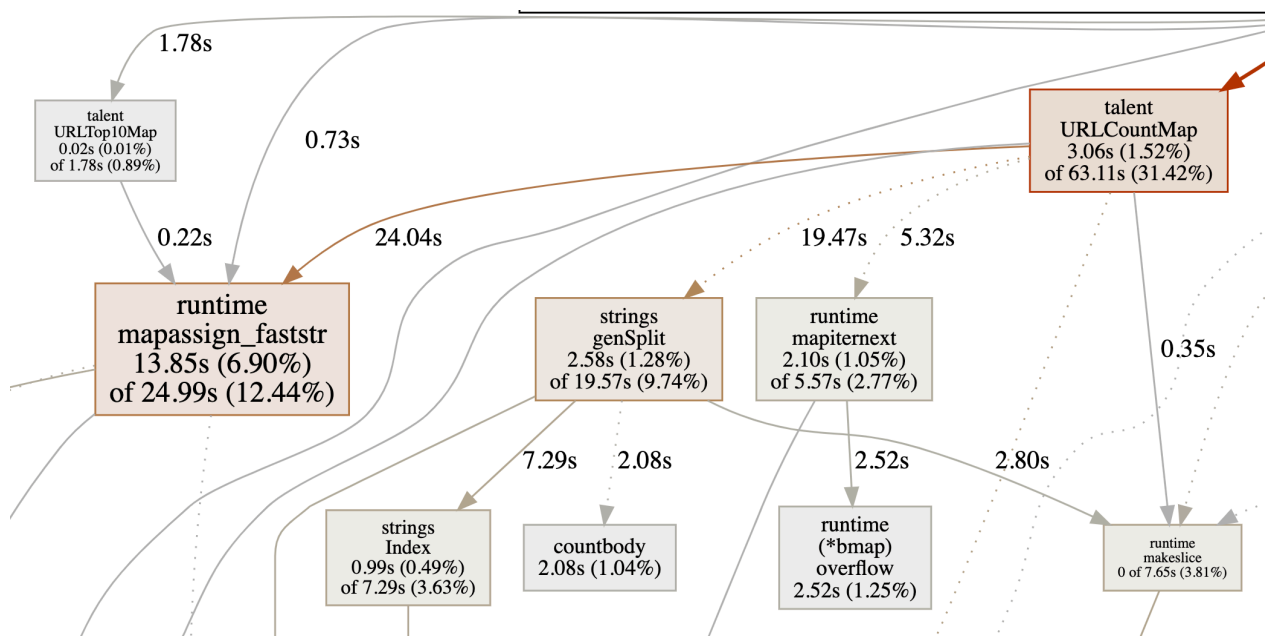 1.78s
talent
URLTop10Map
0.02s (0.01%)
of 1.78s (0.89%)
0.73s
talent
URLCountMap
3.06s (1.52%)
of 63.11s (31.42%)
0.22s
24.04s
19.47s
5.32s
runtime
mapassign_faststr
13.85s (6.90%)
of 24.99s (12.44%)
strings
genSplit
2.58s (1.28%)
of 19.57s (9.74%)
runtime
mapiternext
2.10s (1.05%)
of 5.57s (2.77%)
0.35s
7.29s
2.08s
2.52s
2.80s
strings
Index
0.99s (0.49%)
of 7.29s (3.63%)
countbody
2.08s (1.04%)
runtime
(*bmap)
overflow
2.52s (1.25%)
runtime
makeslice
0 of 7.65s (3.81%)